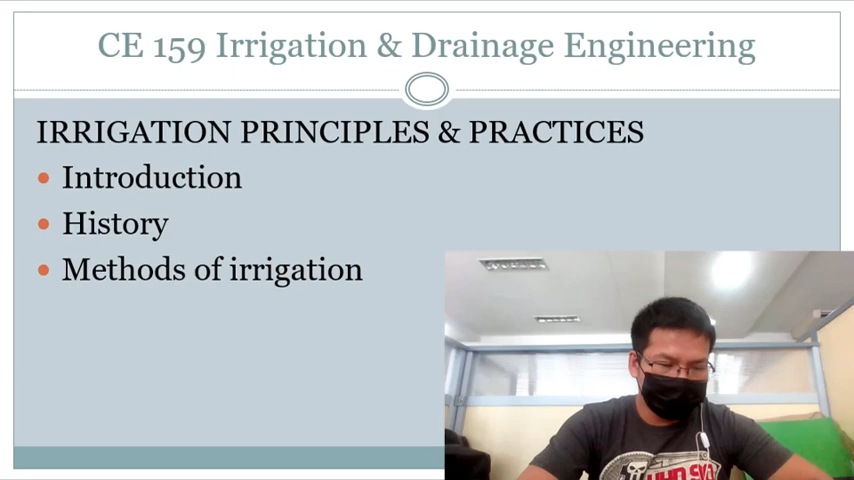 CE 159 Irrigation & Drainage Engineering
IRRIGATION PRINCIPLES & PRACTICES
Introduction
History
Methods of irrigation